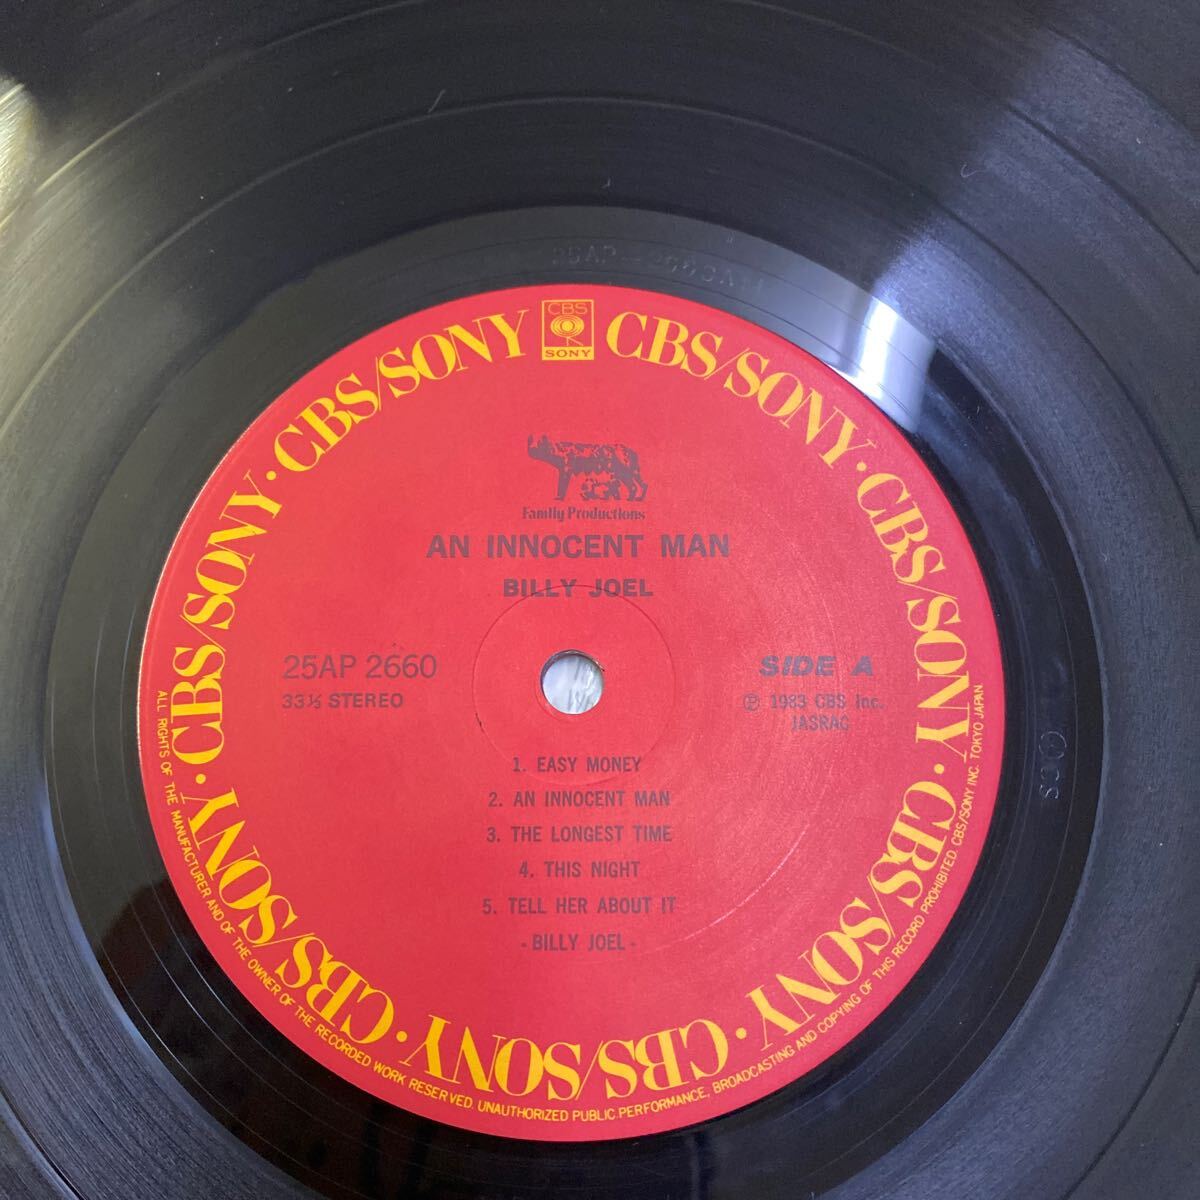 CBS
SONY
CBS/SONY · CBS/SONY · CBS/SONY · CBS/SONY · CBS/SONY · CBS/SONY · CBS/SONY · CBS/SONY
Family Productions
AN INNOCENT MAN
BILLY JOEL
25AP 2660
33⅓ STEREO
SIDE A
Ⓟ 1983 CBS Inc.
JASRAC
1. EASY MONEY
2. AN INNOCENT MAN
3. THE LONGEST TIME
4. THIS NIGHT
5. TELL HER ABOUT IT
- BILLY JOEL -
ALL RIGHTS OF THE MANUFACTURER AND OF THE OWNER OF THE RECORDED WORK RESERVED. UNAUTHORIZED PUBLIC PERFORMANCE, BROADCASTING AND COPYING OF THIS RECORD PROHIBITED. CBS/SONY INC. TOKYO JAPAN